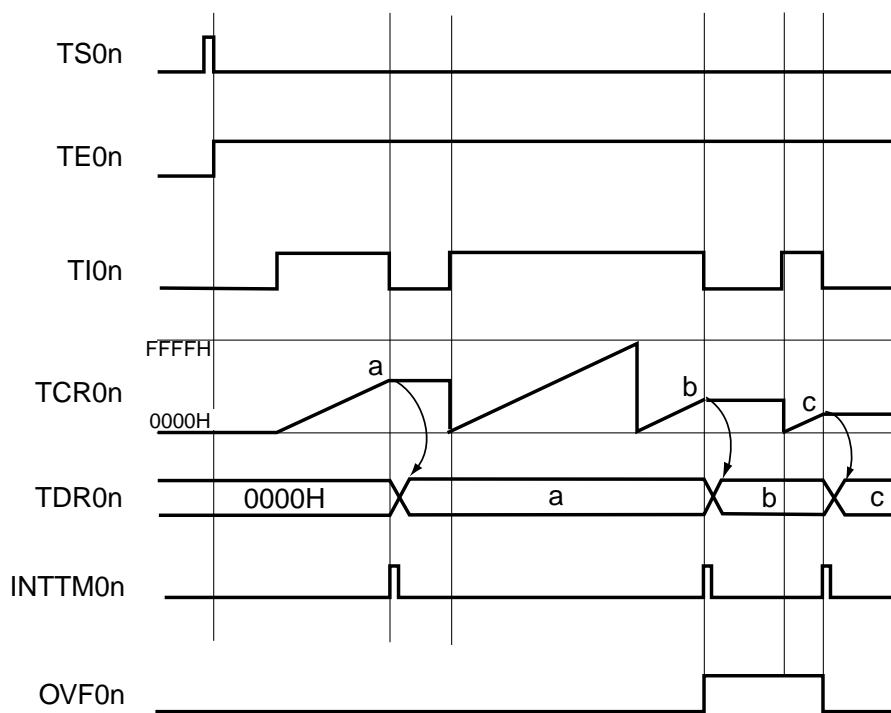 TS0n
TE0n
TI0n
FFFFH
TCR0n
0000H
a
b
c
TDR0n
0000H
a
b
c
INTTM0n
OVF0n